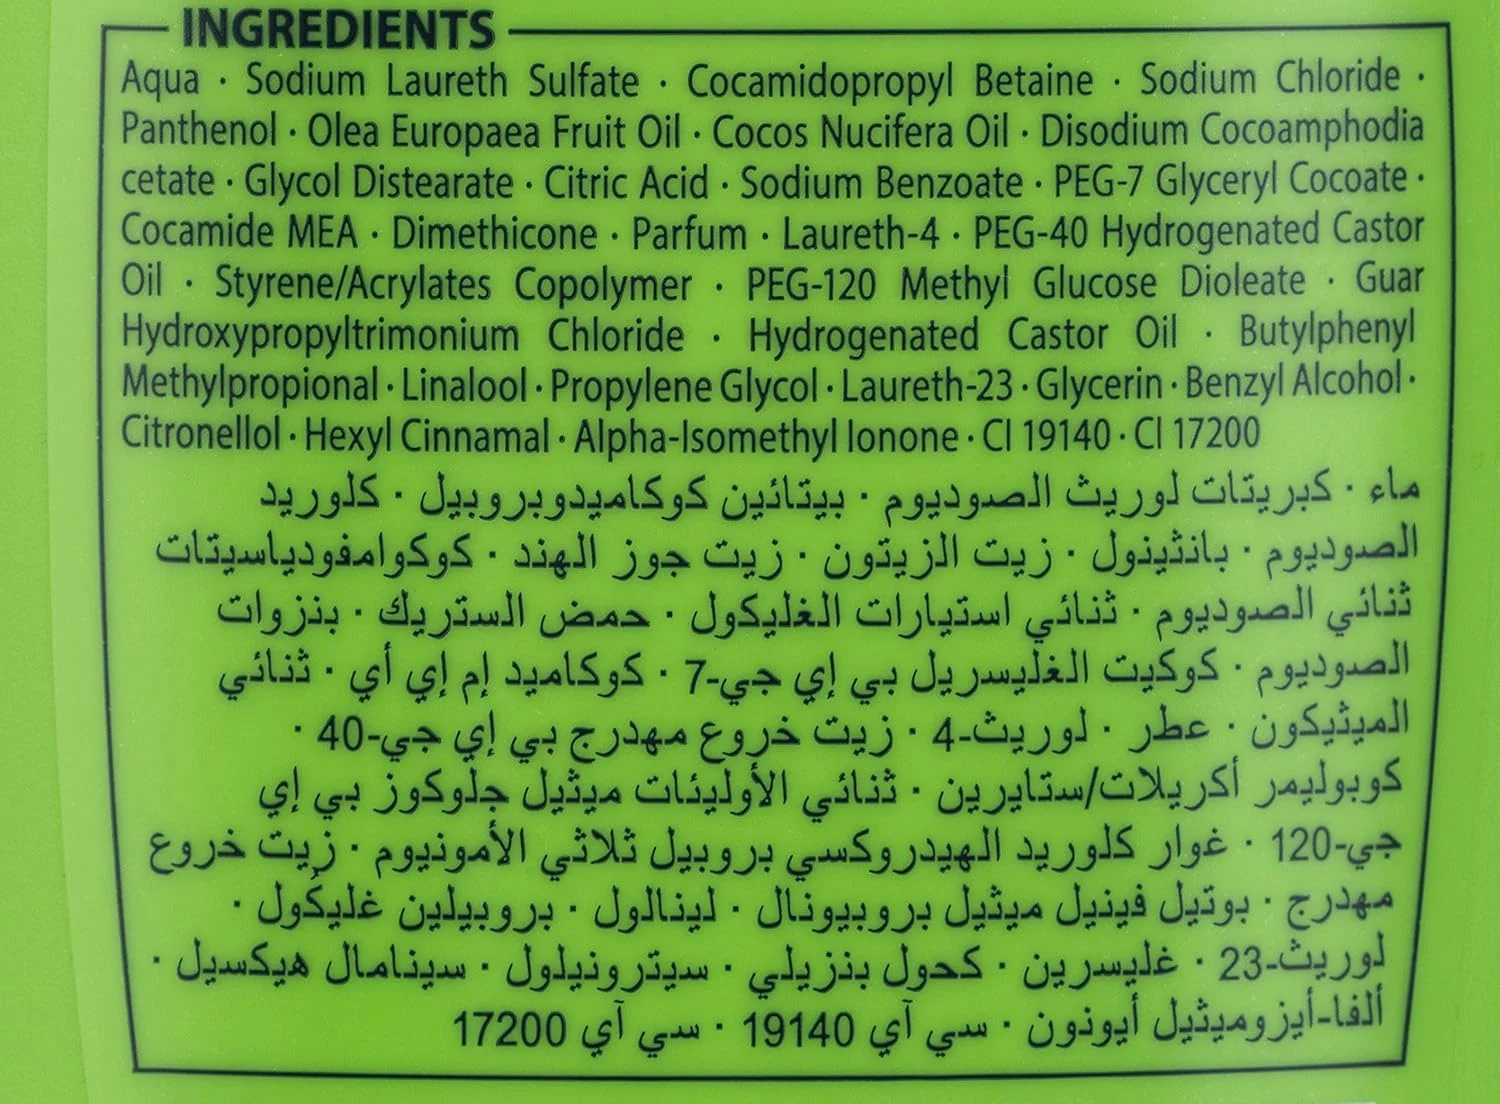 INGREDIENTS
Aqua · Sodium Laureth Sulfate · Cocamidopropyl Betaine · Sodium Chloride ·
Panthenol · Olea Europaea Fruit Oil · Cocos Nucifera Oil · Disodium Cocoamphodia
cetate · Glycol Distearate · Citric Acid · Sodium Benzoate · PEG-7 Glyceryl Cocoate ·
Cocamide MEA · Dimethicone · Parfum · Laureth-4 · PEG-40 Hydrogenated Castor
Oil · Styrene/Acrylates Copolymer · PEG-120 Methyl Glucose Dioleate · Guar
Hydroxypropyltrimonium Chloride · Hydrogenated Castor Oil · Butylphenyl
Methylpropional · Linalool · Propylene Glycol · Laureth-23 · Glycerin · Benzyl Alcohol ·
Citronellol · Hexyl Cinnamal · Alpha-Isomethyl Ionone · CI 19140 · CI 17200
ماء · كبريتات لوريث الصوديوم · بيتائين كوكاميدوبروبيل · كلوريد
الصوديوم · بانثينول · زيت الزيتون · زيت جوز الهند · كوكوامفودياسيتات
ثنائي الصوديوم · ثنائي استيارات الغليكول · حمض الستريك · بنزوات
الصوديوم · كوكيت الغليسريل بي إي جي-7 · كوكاميد إم إي أي · ثنائي
الميثيكون · عطر · لوريث-4 · زيت خروع مهدرج بي إي جي-40 ·
كوبوليمر أكريلات/ستايرين · ثنائي الأوليئات ميثيل جلوكوز بي إي
جي-120 · غوار كلوريد الهيدروكسي بروبيل ثلاثي الأمونيوم · زيت خروع
مهدرج · بوتيل فينيل ميثيل بروبيونال · لينالول · بروبيلين غليكُول ·
لوريث-23 · غليسرين · كحول بنزيلي · سيترونيلول · سينامال هيكسيل ·
ألفا-أيزوميثيل أيونون · سي آي 19140 · سي آي 17200